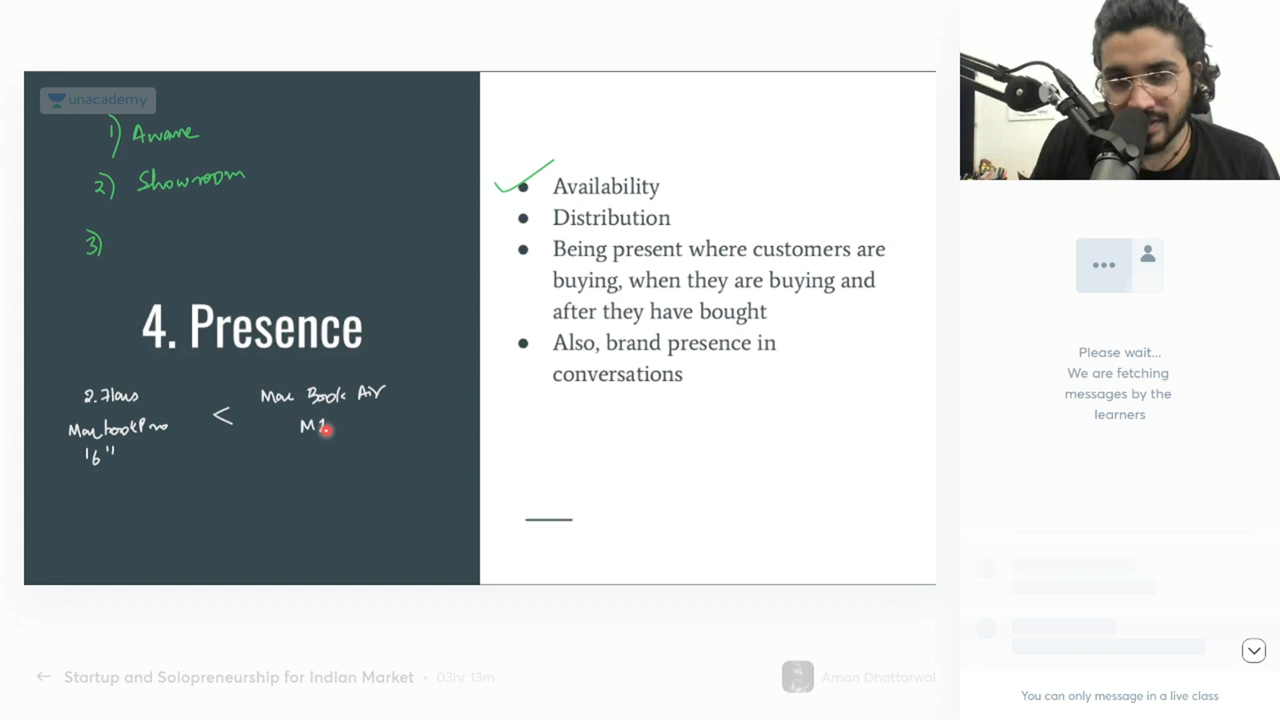 unacademy
1) Aware
2) Showroom
3)
4. Presence
Mac Book Air
MacbookPro
<
M1
16"
Availability
Distribution
Being present where customers are
buying, when they are buying and
after they have bought
Also, brand presence in
conversations
Please wait...
We are fetching
messages by the
learners
You can only message in a live class
Startup and Solopreneurship for Indian Market • 03hr 13m
Aman Dhattarwal